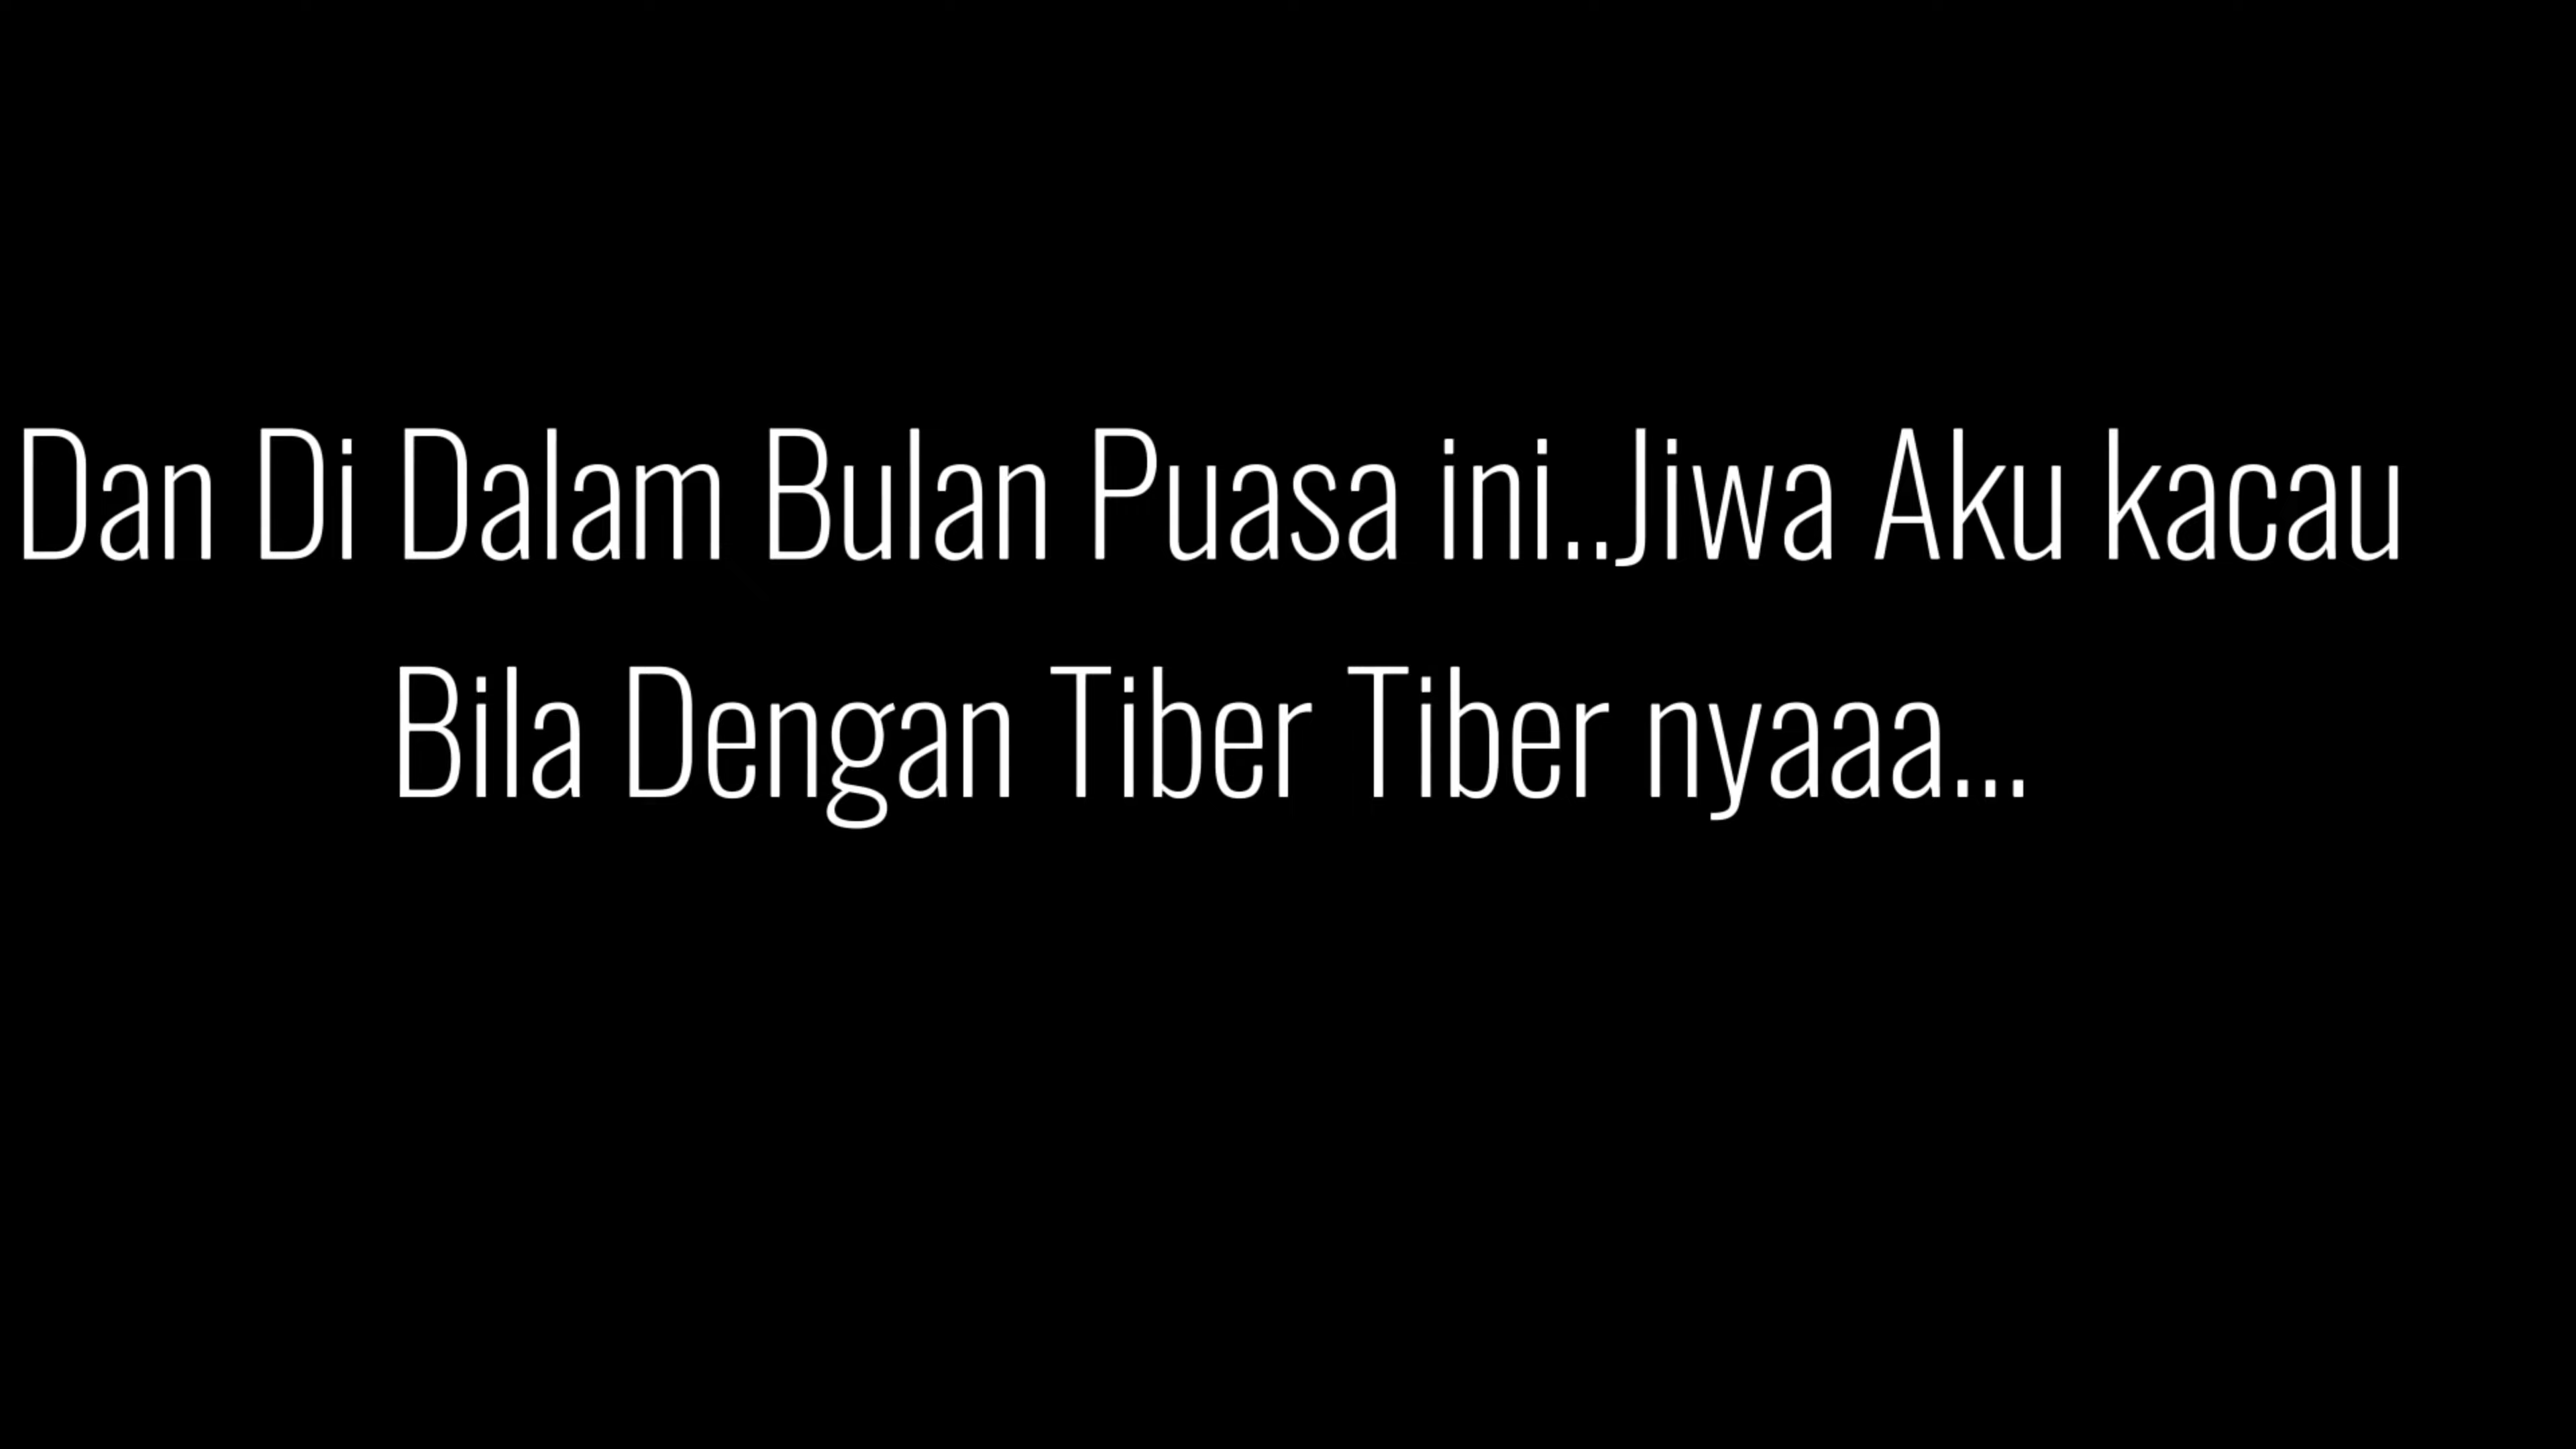 Dan Di Dalam Bulan Puasa ini..Jiwa Aku kacau
Bila Dengan Tiber Tiber nyaaa...